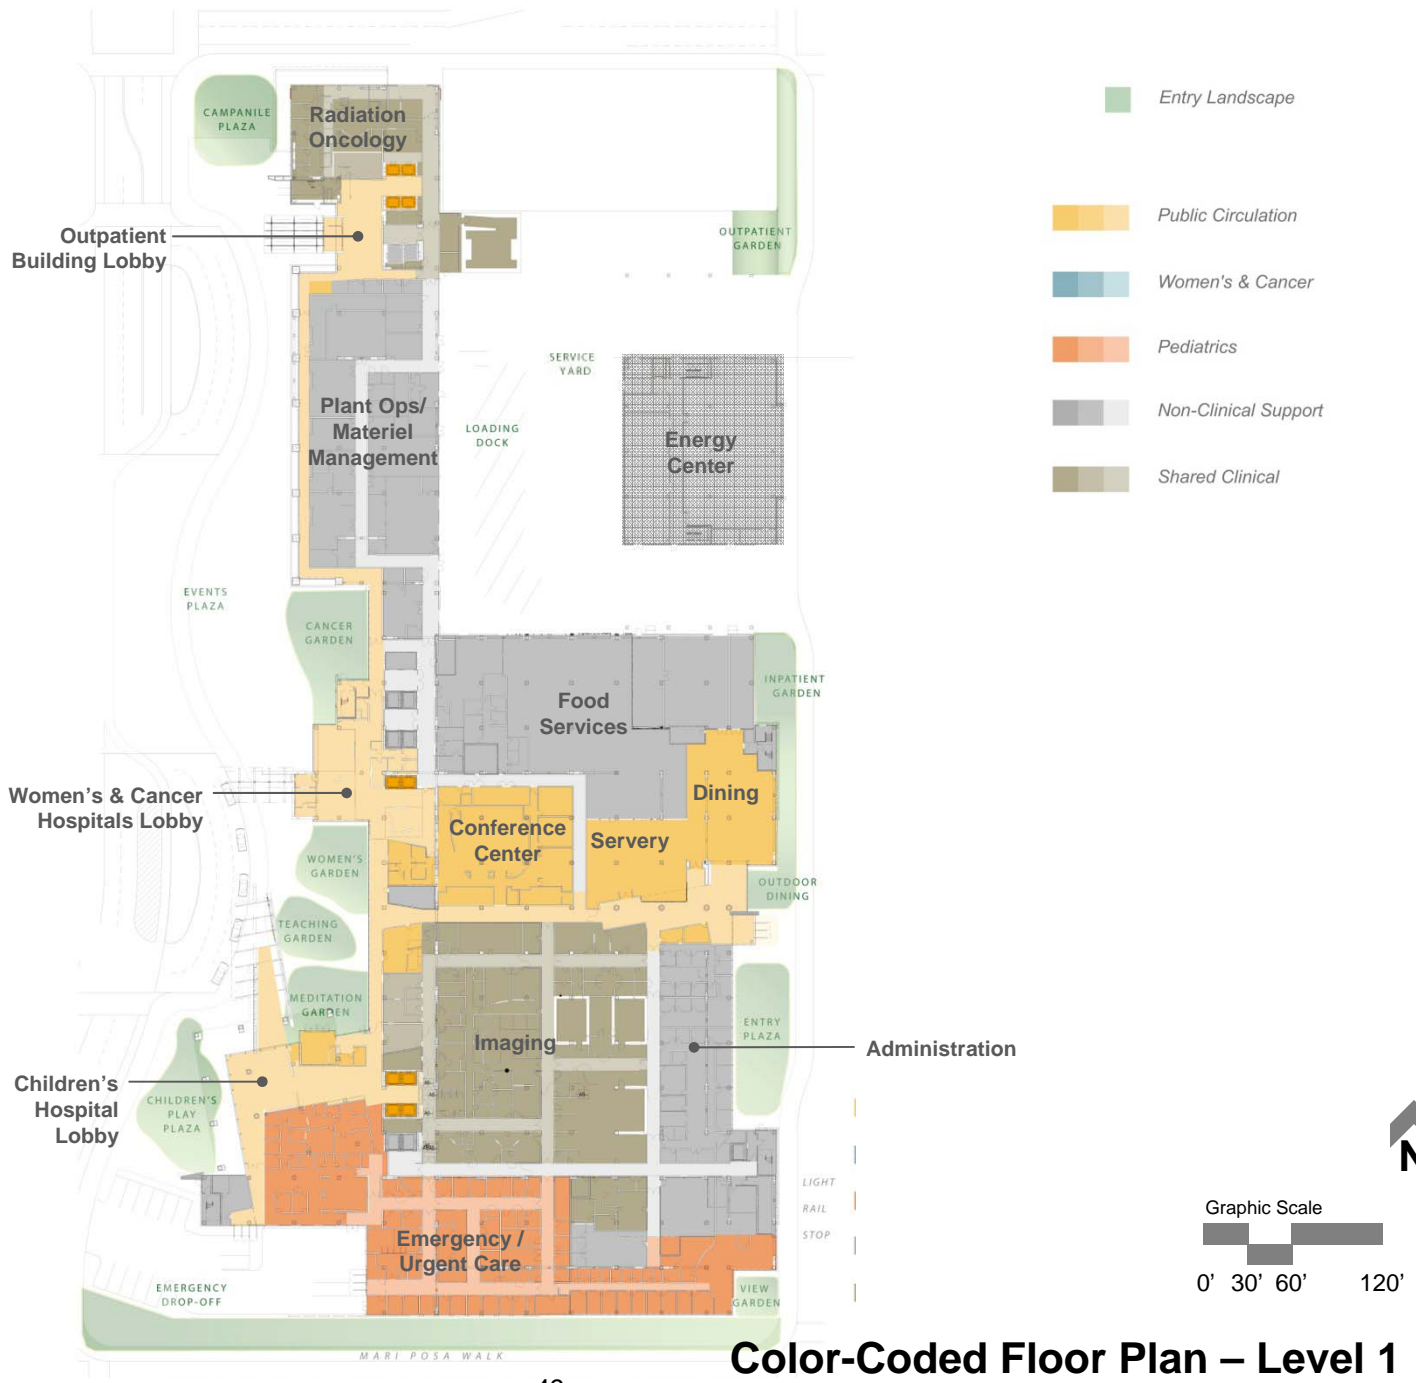 CAMPANILE
PLAZA
Radiation
Oncology
Entry Landscape
Public Circulation
Women's & Cancer
Pediatrics
Non-Clinical Support
Shared Clinical
Outpatient
Building Lobby
OUTPATIENT
GARDEN
SERVICE
YARD
Plant Ops/
Materiel
Management
LOADING
DOCK
Energy
Center
EVENTS
PLAZA
CANCER
GARDEN
INPATIENT
GARDEN
Food
Services
Women’s & Cancer
Hospitals Lobby
Dining
Conference
Center
Servery
WOMEN'S
GARDEN
OUTDOOR
DINING
TEACHING
GARDEN
MEDITATION
GARDEN
ENTRY
PLAZA
Imaging
Administration
Children’s
Hospital
Lobby
CHILDREN'S
PLAY
PLAZA
N
LIGHT
RAIL
STOP
Graphic Scale
0’ 30’ 60’ 120’
Emergency /
Urgent Care
EMERGENCY
DROP-OFF
VIEW
GARDEN
MARI POSA WALK
Color-Coded Floor Plan – Level 1